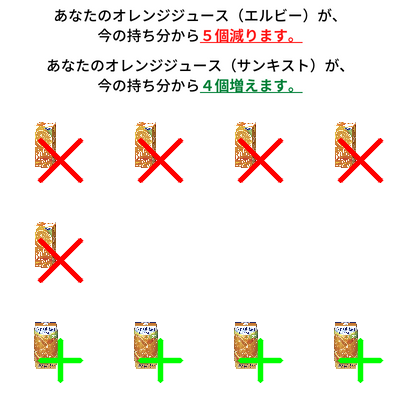 あなたのオレンジジュース（エルビー）が、
今の持ち分から５個減ります。
あなたのオレンジジュース（サンキスト）が、
今の持ち分から４個増えます。